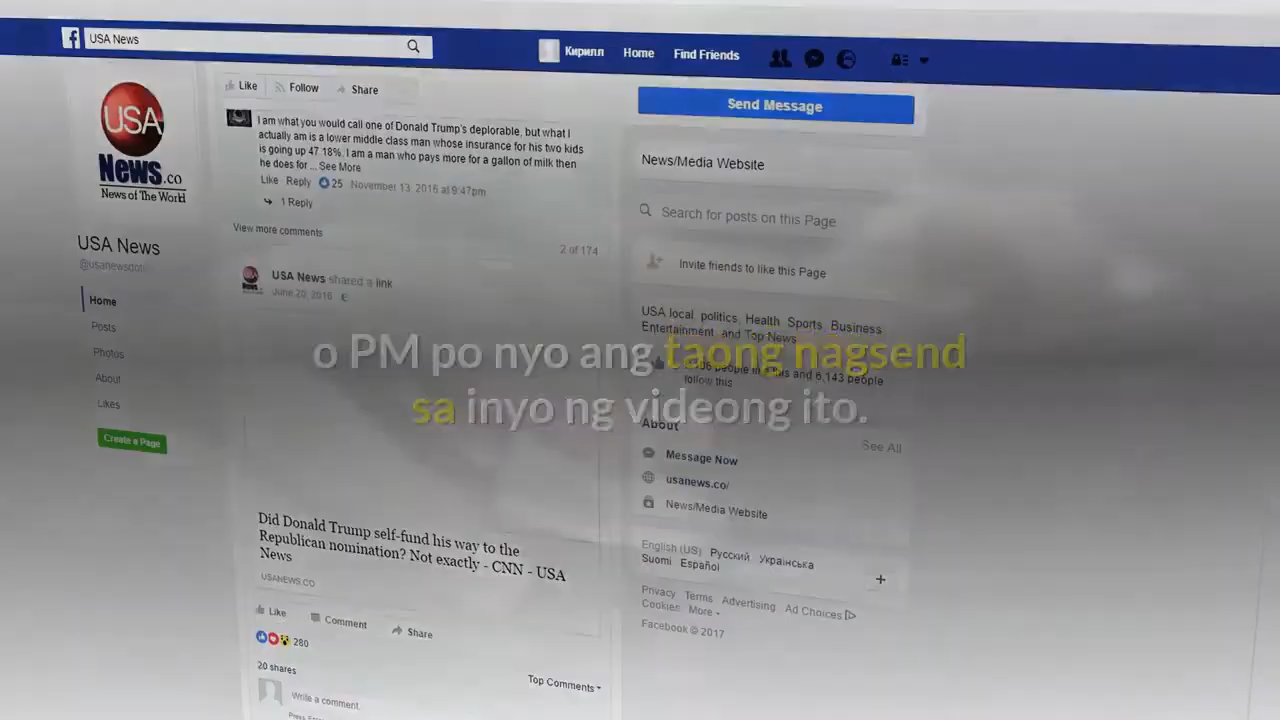 USA News
Кирилл
Home
Find Friends
USA
News.co
News of The World
USA News
Home
Posts
Photos
About
Likes
Create a Page
Like
Follow
Share
I am what you would call one of Donald Trump's deplorable, but what I
actually am is a lower middle class man whose insurance for his two kids
is going up 47.18%. I am a man who pays more for a gallon of milk then
he does for ... See More
Like Reply 25 November 13, 2016 at 9:47pm
1 Reply
View more comments
2 of 174
USA News shared a link
June 20, 2016
Did Donald Trump self-fund his way to the
Republican nomination? Not exactly - CNN - USA
News
USANEWS.CO
Like
Comment
Share
280
20 shares
Top Comments
Write a comment
Send Message
News/Media Website
Search for posts on this Page
Invite friends to like this Page
USA local politics, Health Sports Business
Entertainment and Top News
people and 6,143 people
follow this
About
See All
Message Now
usanews.co/
News/Media Website
English (US) Русский Українська
Suomi Español
Privacy Terms Advertising Ad Choices
Cookies More
Facebook © 2017
o PM po nyo ang taong nagsend
sa inyo ng videong ito.